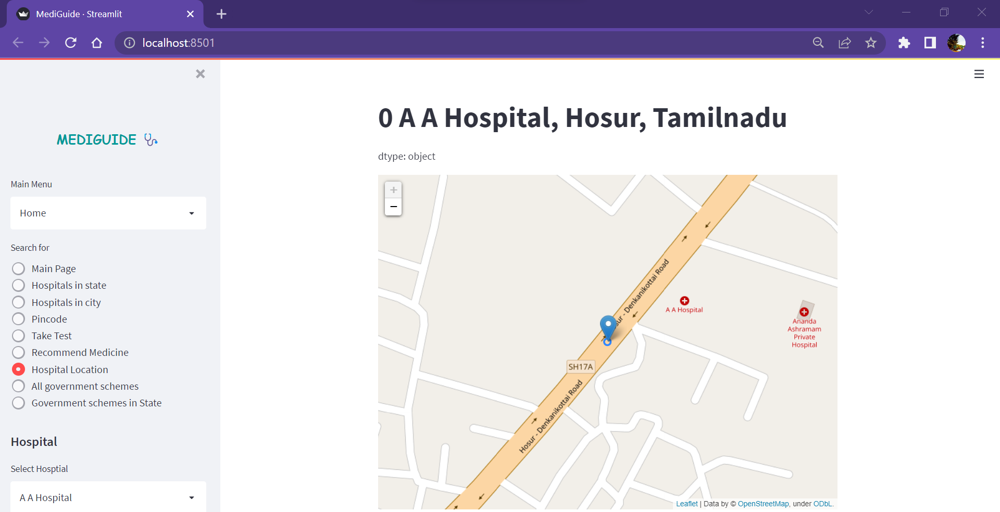 MediGuide · Streamlit
localhost:8501
MEDIGUIDE
Main Menu
Home
Search for
Main Page
Hospitals in state
Hospitals in city
Pincode
Take Test
Recommend Medicine
Hospital Location
All government schemes
Government schemes in State
Hospital
Select Hosptial
A A Hospital
0 A A Hospital, Hosur, Tamilnadu
dtype: object
+
−
Hosur - Denkanikottai Road
A A Hospital
Ananda
Ashramam
Private
Hospital
SH17A
Hosur - Denkanikottai Road
Leaflet | Data by © OpenStreetMap, under ODbL.